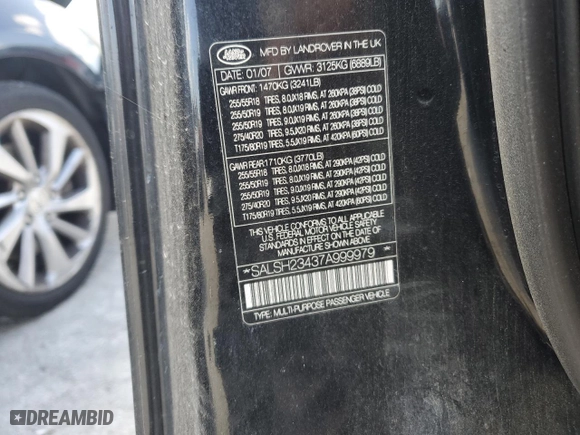 LAND ROVER
MFD BY LANDROVER IN THE UK
DATE: 01/07 GVWR: 3125KG (6889LB)
GAWR FRONT: 1470KG (3241LB)
255/55R18 TIRES, 8.0JX18 RIMS, AT 260KPA (38PSI) COLD
255/50R19 TIRES, 8.0JX19 RIMS, AT 260KPA (38PSI) COLD
255/50R19 TIRES, 9.0JX19 RIMS, AT 260KPA (38PSI) COLD
275/40R20 TIRES, 9.5JX20 RIMS, AT 260KPA (38PSI) COLD
T175/80R19 TIRES, 5.5JX19 RIMS, AT 420KPA (60PSI) COLD
GAWR REAR: 1710KG (3770LB)
255/55R18 TIRES, 8.0JX18 RIMS, AT 290KPA (42PSI) COLD
255/50R19 TIRES, 8.0JX19 RIMS, AT 290KPA (42PSI) COLD
255/50R19 TIRES, 9.0JX19 RIMS, AT 290KPA (42PSI) COLD
275/40R20 TIRES, 9.5JX20 RIMS, AT 290KPA (42PSI) COLD
T175/80R19 TIRES, 5.5JX19 RIMS, AT 420KPA (60PSI) COLD
THIS VEHICLE CONFORMS TO ALL APPLICABLE
U.S. FEDERAL MOTOR VEHICLE SAFETY
STANDARDS IN EFFECT ON THE DATE OF
MANUFACTURE SHOWN ABOVE
* SALSH23437A999979 *
TYPE: MULTI-PURPOSE PASSENGER VEHICLE
DREAMBID